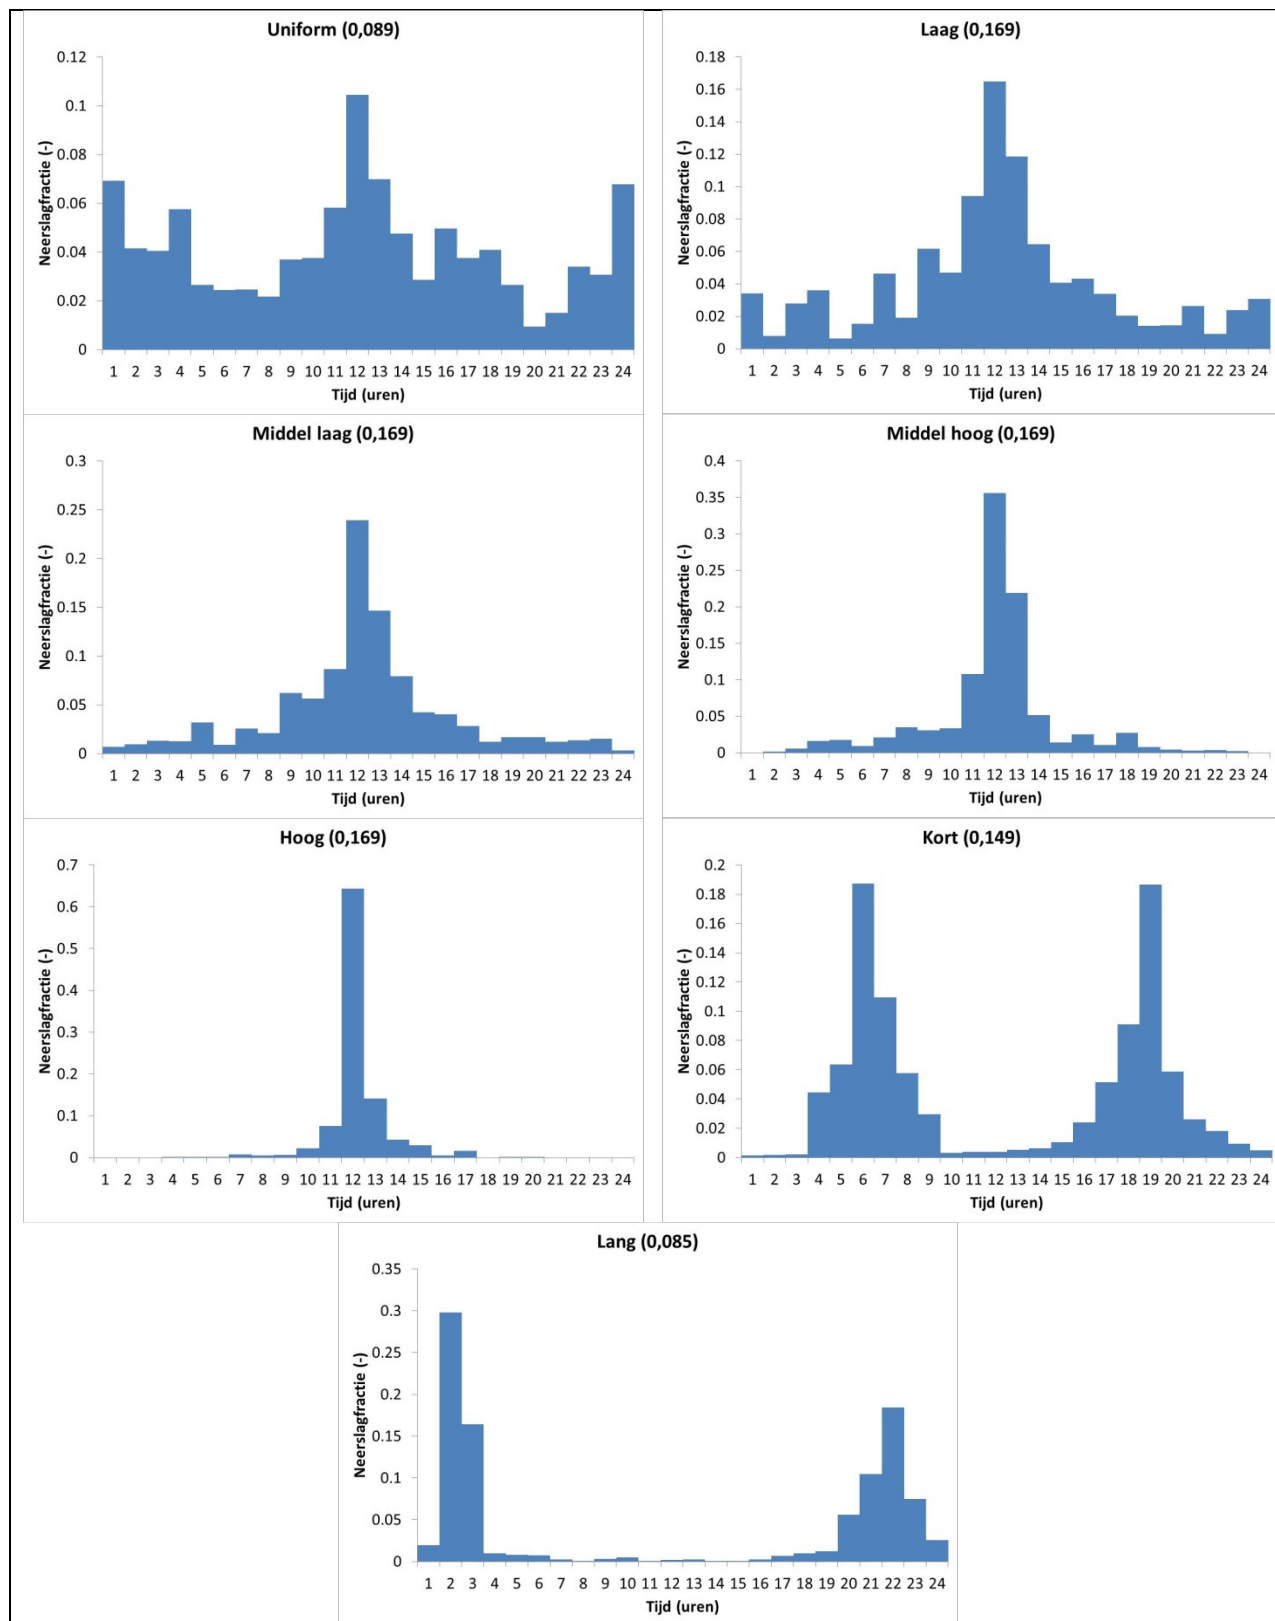 Uniform (0,089)
0.12
0.1
0.08
0.06
0.04
0.02
0
Neerslagfractie (-)
1 2 3 4 5 6 7 8 9 10 11 12 13 14 15 16 17 18 19 20 21 22 23 24
Tijd (uren)
Laag (0,169)
0.18
0.16
0.14
0.12
0.1
0.08
0.06
0.04
0.02
0
Neerslagfractie (-)
1 2 3 4 5 6 7 8 9 10 11 12 13 14 15 16 17 18 19 20 21 22 23 24
Tijd (uren)
Middel laag (0,169)
0.3
0.25
0.2
0.15
0.1
0.05
0
Neerslagfractie (-)
1 2 3 4 5 6 7 8 9 10 11 12 13 14 15 16 17 18 19 20 21 22 23 24
Tijd (uren)
Middel hoog (0,169)
0.4
0.35
0.3
0.25
0.2
0.15
0.1
0.05
0
Neerslagfractie (-)
1 2 3 4 5 6 7 8 9 10 11 12 13 14 15 16 17 18 19 20 21 22 23 24
Tijd (uren)
Hoog (0,169)
0.7
0.6
0.5
0.4
0.3
0.2
0.1
0
Neerslagfractie (-)
1 2 3 4 5 6 7 8 9 10 11 12 13 14 15 16 17 18 19 20 21 22 23 24
Tijd (uren)
Kort (0,149)
0.2
0.18
0.16
0.14
0.12
0.1
0.08
0.06
0.04
0.02
0
Neerslagfractie (-)
1 2 3 4 5 6 7 8 9 10 11 12 13 14 15 16 17 18 19 20 21 22 23 24
Tijd (uren)
Lang (0,085)
0.35
0.3
0.25
0.2
0.15
0.1
0.05
0
Neerslagfractie (-)
1 2 3 4 5 6 7 8 9 10 11 12 13 14 15 16 17 18 19 20 21 22 23 24
Tijd (uren)